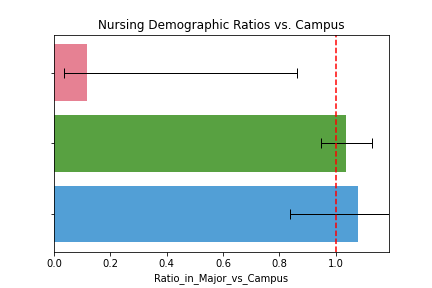 Nursing Demographic Ratios vs. Campus
0.0 0.2 0.4 0.6 0.8 1.0
Ratio_in_Major_vs_Campus